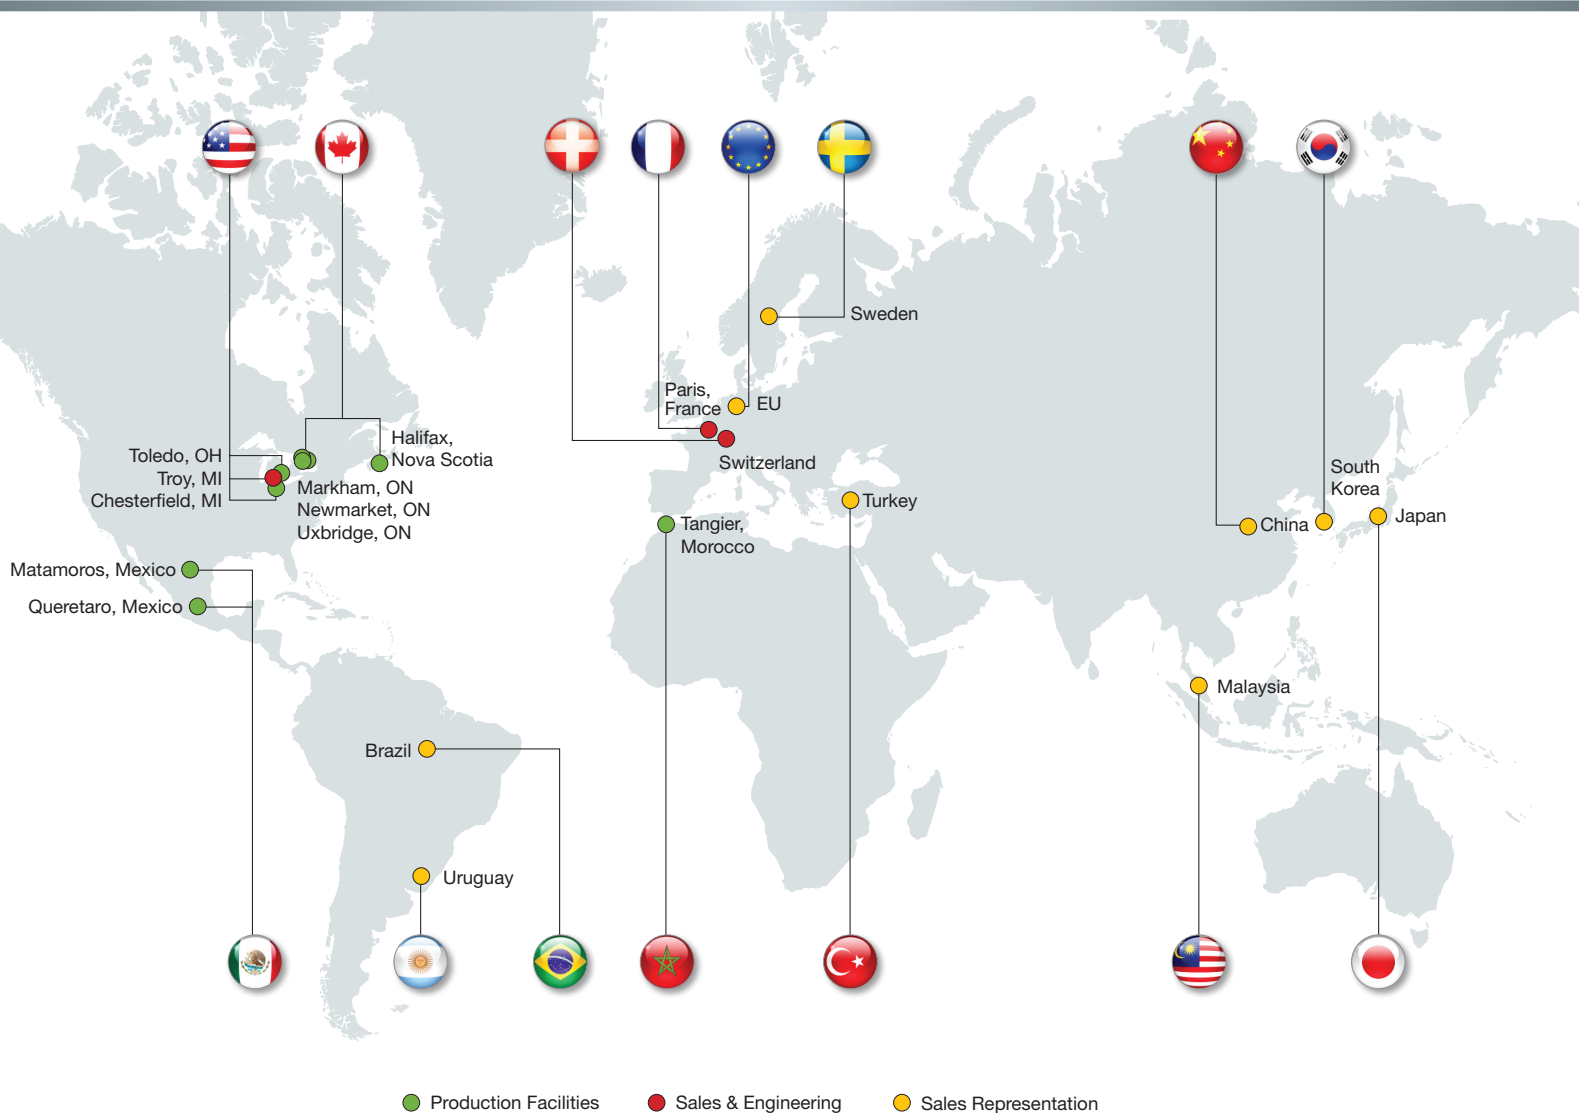 Sweden
Paris,
France
EU
Halifax,
Nova Scotia
Toledo, OH
Troy, MI
Chesterfield, MI
Markham, ON
Newmarket, ON
Uxbridge, ON
Switzerland
South
Korea
Turkey
China
Japan
Tangier,
Morocco
Matamoros, Mexico
Queretaro, Mexico
Malaysia
Brazil
Uruguay
Production Facilities
Sales & Engineering
Sales Representation